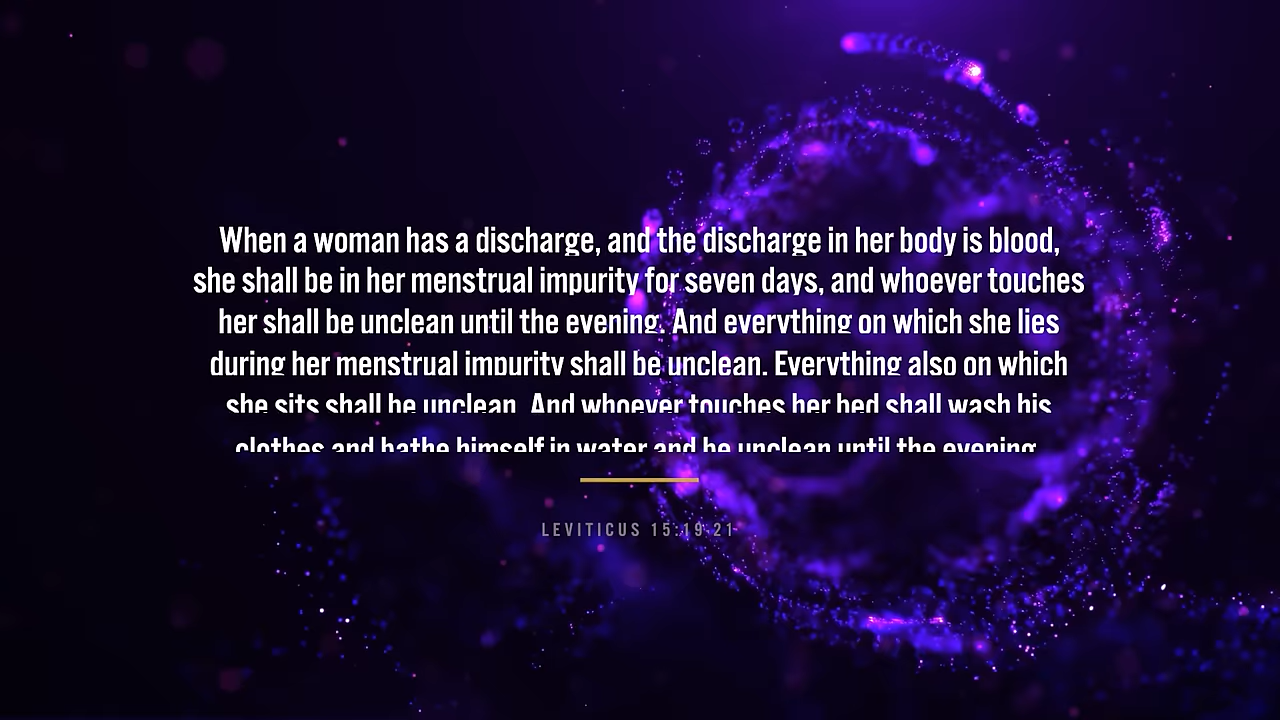 When a woman has a discharge, and the discharge in her body is blood,
she shall be in her menstrual impurity for seven days, and whoever touches
her shall be unclean until the evening. And everything on which she lies
during her menstrual impurity shall be unclean. Everything also on which
she sits shall be unclean. And whoever touches her bed shall wash his
clothes and bathe himself in water and be unclean until the evening.
LEVITICUS 15:19-21